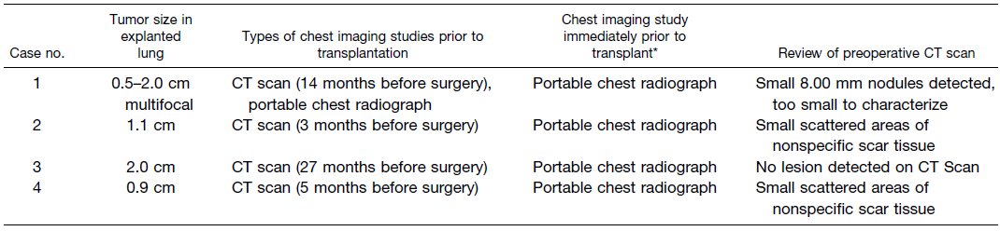 Case no. Tumor size in explanted lung Types of chest imaging studies prior to transplantation Chest imaging study immediately prior to transplant* Review of preoperative CT scan
1 0.5–2.0 cm CT scan (14 months before surgery), Portable chest radiograph Small 8.00 mm nodules detected,
multifocal portable chest radiograph too small to characterize
2 1.1 cm CT scan (3 months before surgery) Portable chest radiograph Small scattered areas of
nonspecific scar tissue
3 2.0 cm CT scan (27 months before surgery) Portable chest radiograph No lesion detected on CT Scan
4 0.9 cm CT scan (5 months before surgery) Portable chest radiograph Small scattered areas of
nonspecific scar tissue